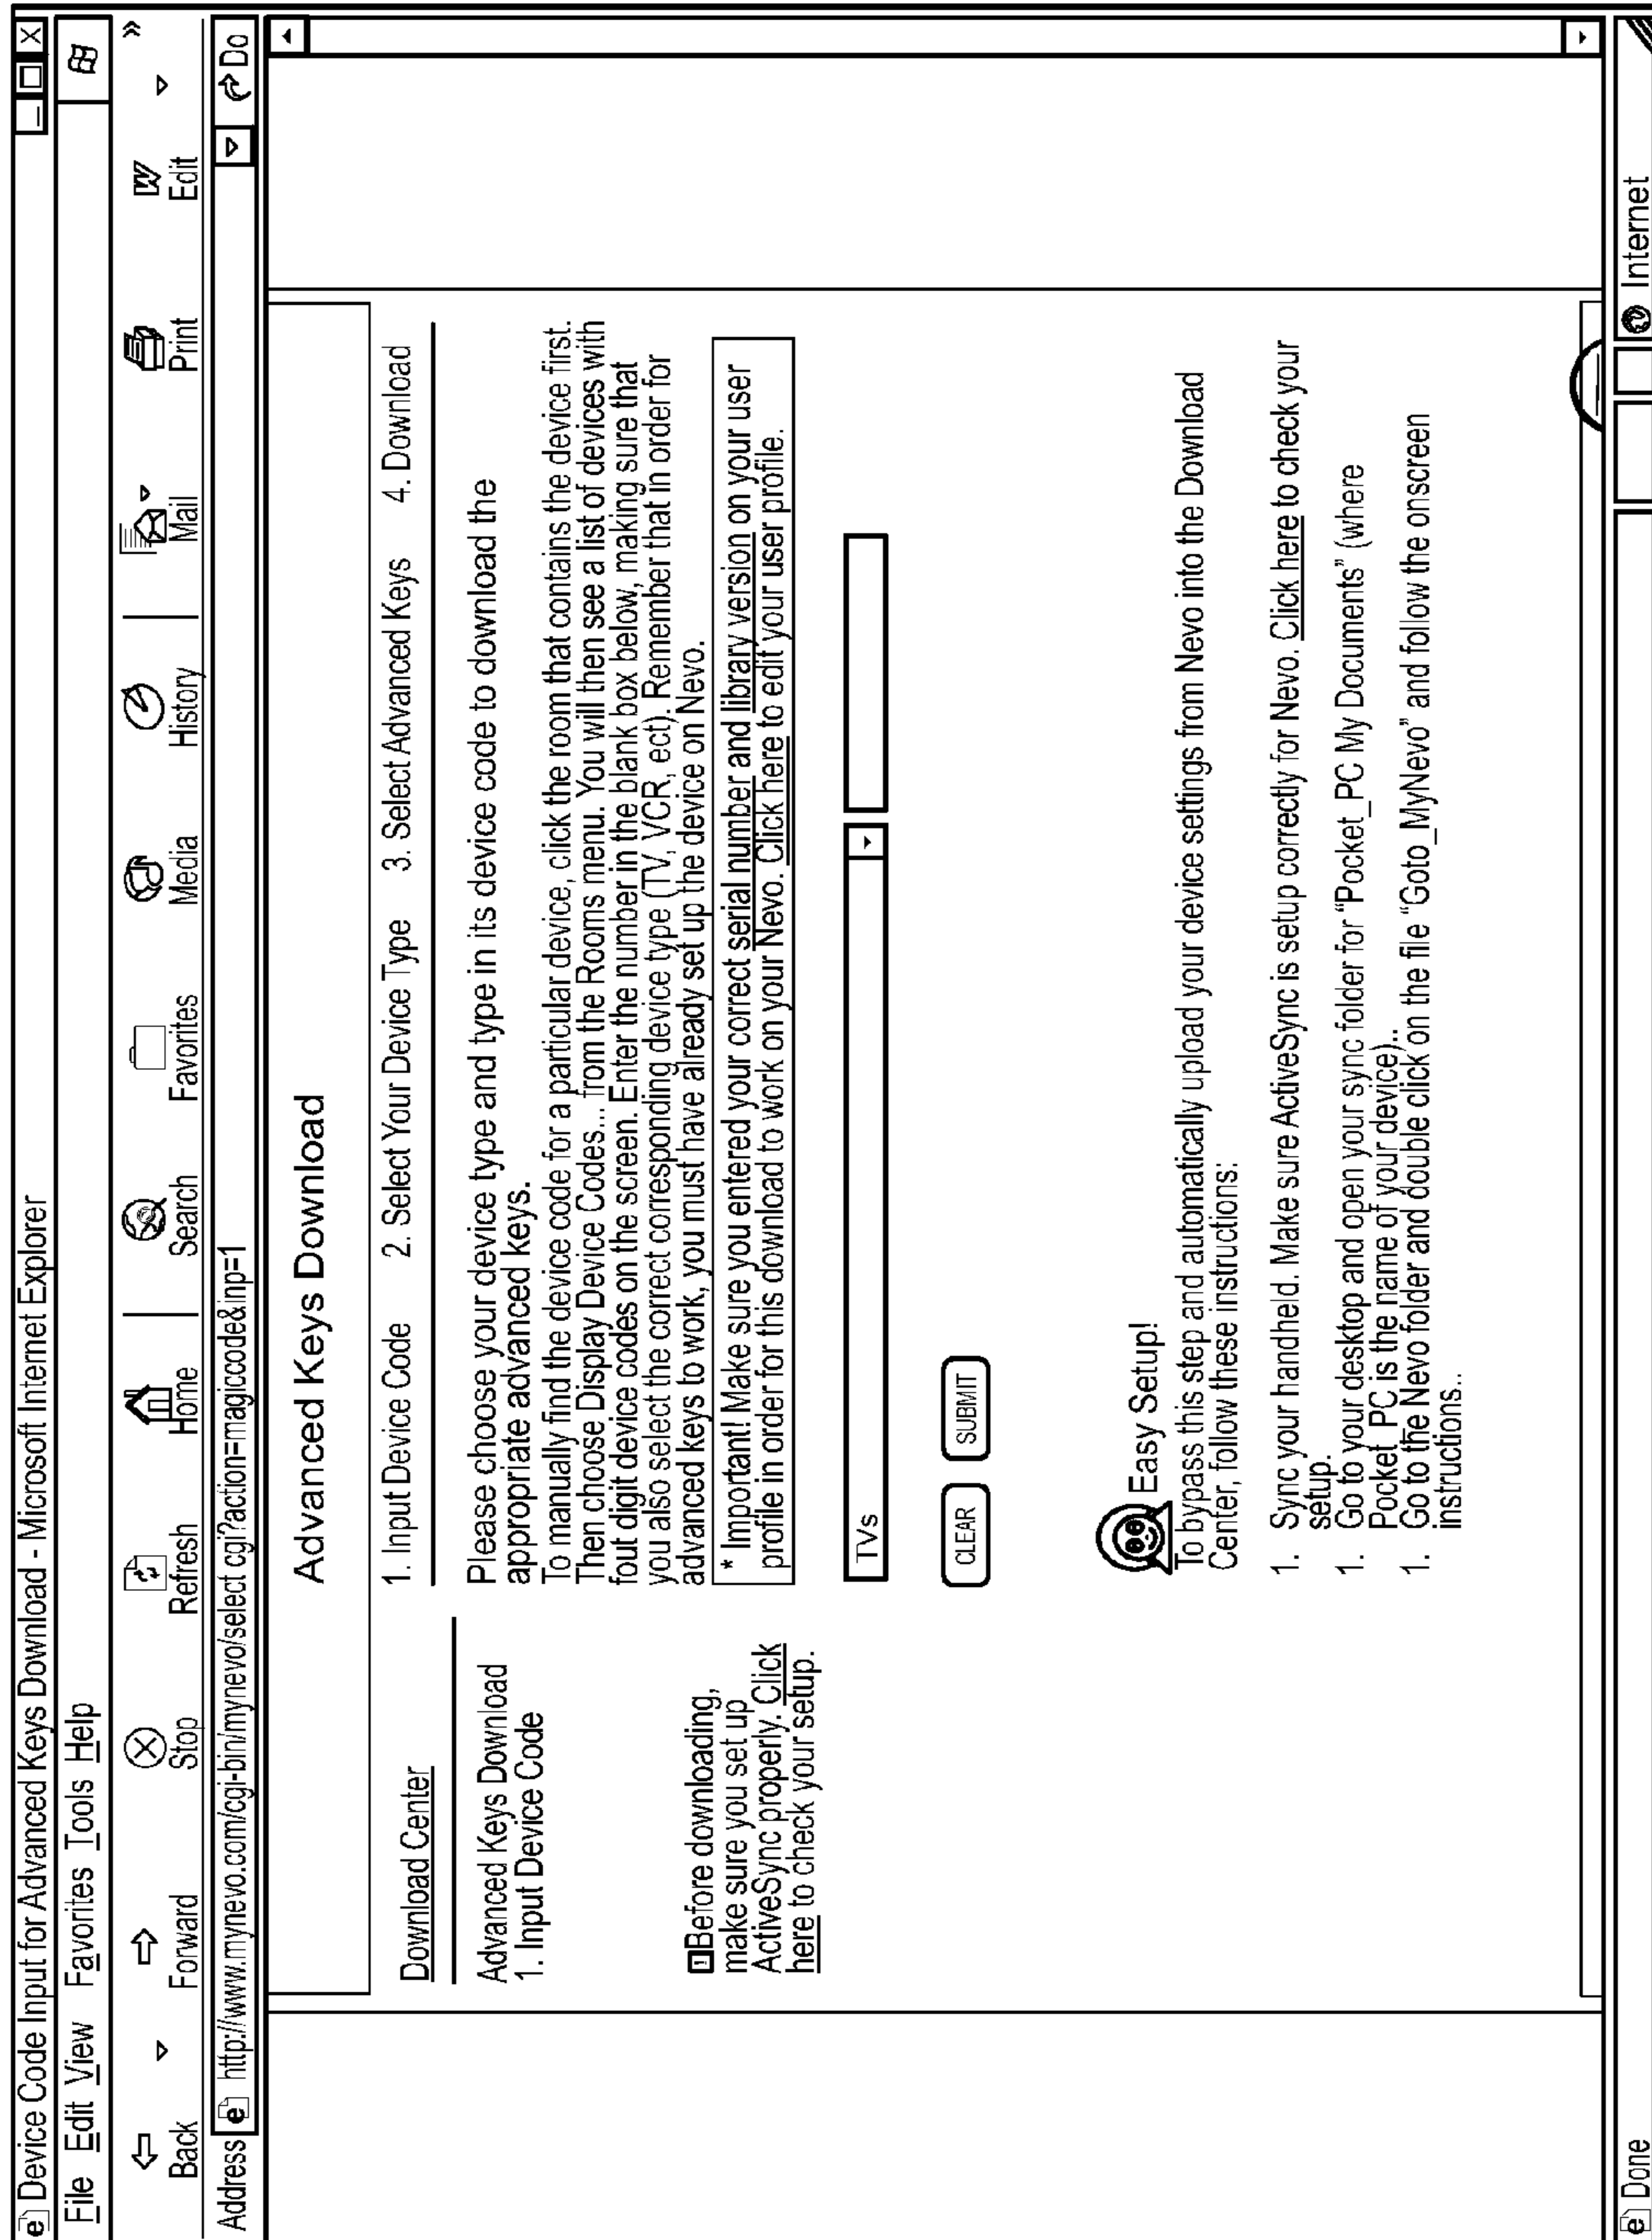 Device Code Input for Advanced Keys Download - Microsoft Internet Explorer
File Edit View Favorites Tools Help
Back Forward Stop Refresh Home Search Favorites Media History Mail Print Edit
Address http://www.mynevo.com/cgi-bin/mynevo/select cgi?action=magiccode&inp=1 Do
Advanced Keys Download
Download Center
1. Input Device Code 2. Select Your Device Type 3. Select Advanced Keys 4. Download
Advanced Keys Download
1. Input Device Code
Before downloading,
make sure you set up
ActiveSync properly. Click
here to check your setup.
Please choose your device type and type in its device code to download the
appropriate advanced keys.
To manually find the device code for a particular device, click the room that contains the device first.
Then choose Display Device Codes... from the Rooms menu. You will then see a list of devices with
fout digit device codes on the screen. Enter the number in the blank box below, making sure that
you also select the correct corresponding device type (TV, VCR, ect). Remember that in order for
advanced keys to work, you must have already set up the device on Nevo.
* Important! Make sure you entered your correct serial number and library version on your user
profile in order for this download to work on your Nevo. Click here to edit your user profile.
TVs
CLEAR SUBMIT
Easy Setup!
To bypass this step and automatically upload your device settings from Nevo into the Download
Center, follow these instructions:
1. Sync your handheld. Make sure ActiveSync is setup correctly for Nevo. Click here to check your
setup.
1. Go to your desktop and open your sync folder for "Pocket_PC My Documents" (where
Pocket_PC is the name of your device)..
1. Go to the Nevo folder and double click on the file "Goto_MyNevo" and follow the onscreen
instructions..
Done Internet